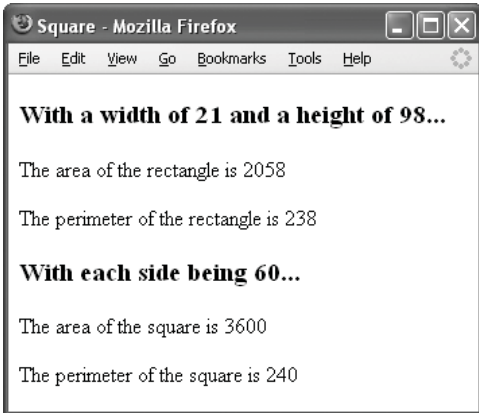 Square - Mozilla Firefox
File Edit View Go Bookmarks Tools Help
With a width of 21 and a height of 98...
The area of the rectangle is 2058
The perimeter of the rectangle is 238
With each side being 60...
The area of the square is 3600
The perimeter of the square is 240